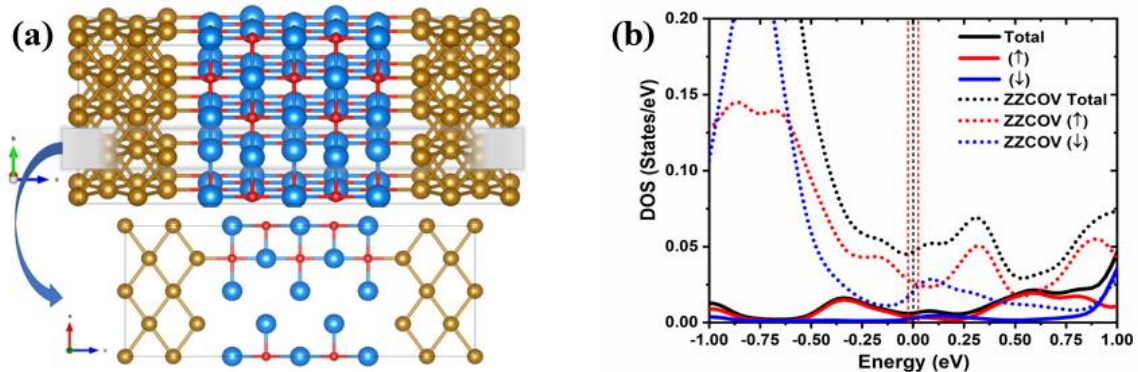 (a)
b
c
a
c
(b)
DOS (States/eV)
0.20
0.15
0.10
0.05
0.00
Total
(↑)
(↓)
ZZCOV Total
ZZCOV (↑)
ZZCOV (↓)
-1.00 -0.75 -0.50 -0.25 0.00 0.25 0.50 0.75 1.00
Energy (eV)